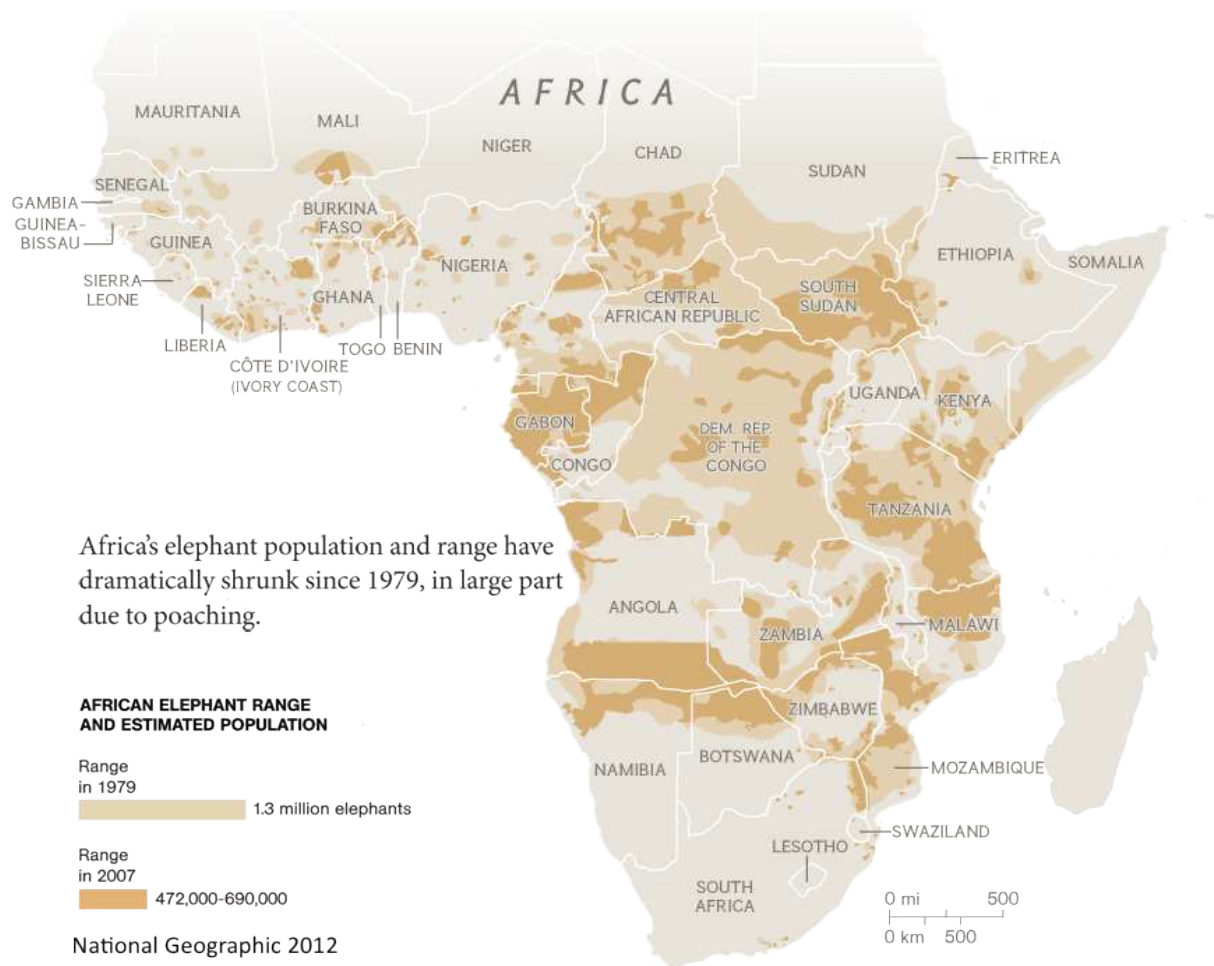 AFRICA
MAURITANIA
MALI
NIGER
CHAD
SUDAN
ERITREA
SENEGAL
GAMBIA
GUINEA-
BISSAU
GUINEA
BURKINA
FASO
NIGERIA
ETHIOPIA
SOMALIA
SIERRA
LEONE
GHANA
CENTRAL
AFRICAN REPUBLIC
SOUTH
SUDAN
LIBERIA
CÔTE D'IVOIRE
(IVORY COAST)
TOGO
BENIN
UGANDA
KENYA
GABON
CONGO
DEM. REP.
OF THE
CONGO
TANZANIA
Africa's elephant population and range have
dramatically shrunk since 1979, in large part
due to poaching.
ANGOLA
ZAMBIA
MALAWI
ZIMBABWE
NAMIBIA
BOTSWANA
MOZAMBIQUE
SWAZILAND
LESOTHO
SOUTH
AFRICA
AFRICAN ELEPHANT RANGE
AND ESTIMATED POPULATION
Range
in 1979
1.3 million elephants
Range
in 2007
472,000-690,000
0 mi 500
0 km 500
National Geographic 2012